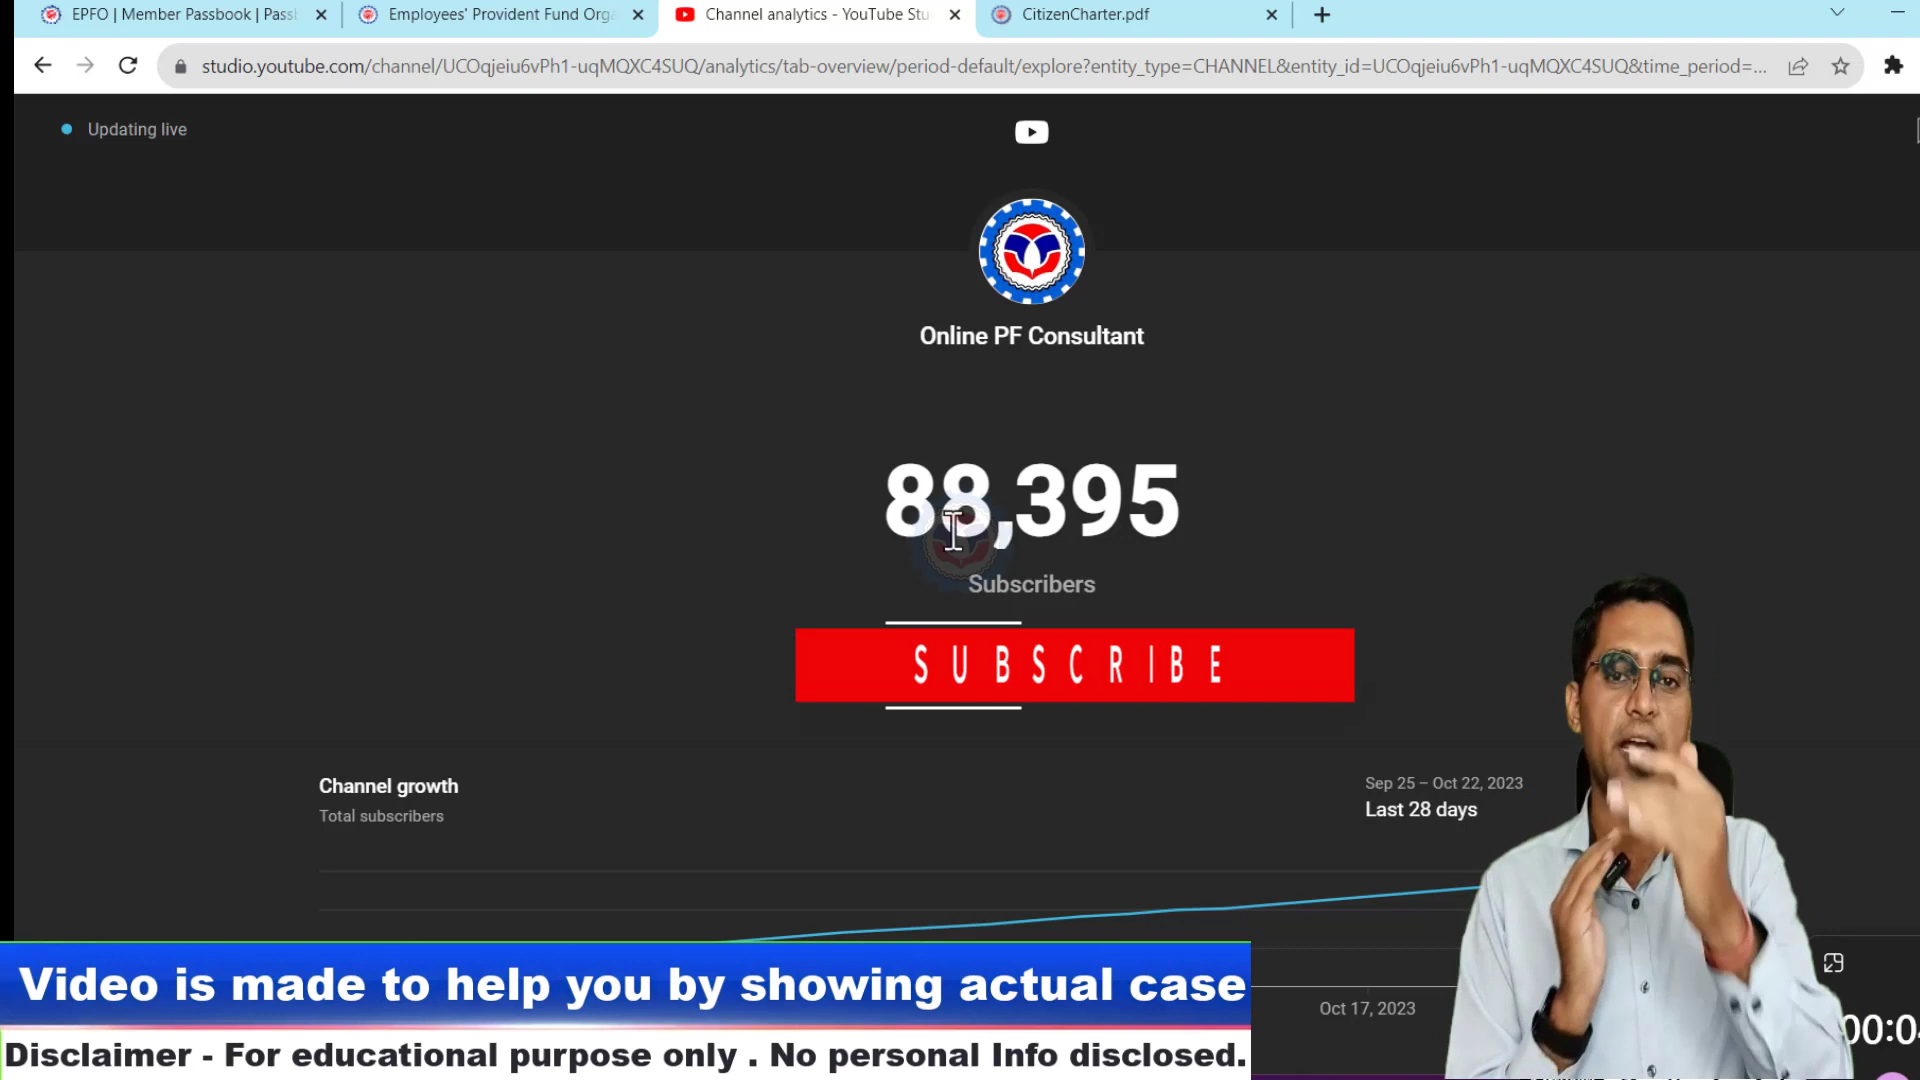 EPFO | Member Passbook | Passb
Employees' Provident Fund Orga
Channel analytics - YouTube Stu
CitizenCharter.pdf
studio.youtube.com/channel/UCOqjeiu6vPh1-uqMQXC4SUQ/analytics/tab-overview/period-default/explore?entity_type=CHANNEL&entity_id=UCOqjeiu6vPh1-uqMQXC4SUQ&time_period=...
Updating live
Online PF Consultant
88,395
Subscribers
SUBSCRIBE
Channel growth
Total subscribers
Sep 25 – Oct 22, 2023
Last 28 days
Oct 17, 2023
Video is made to help you by showing actual case
Disclaimer - For educational purpose only . No personal Info disclosed.